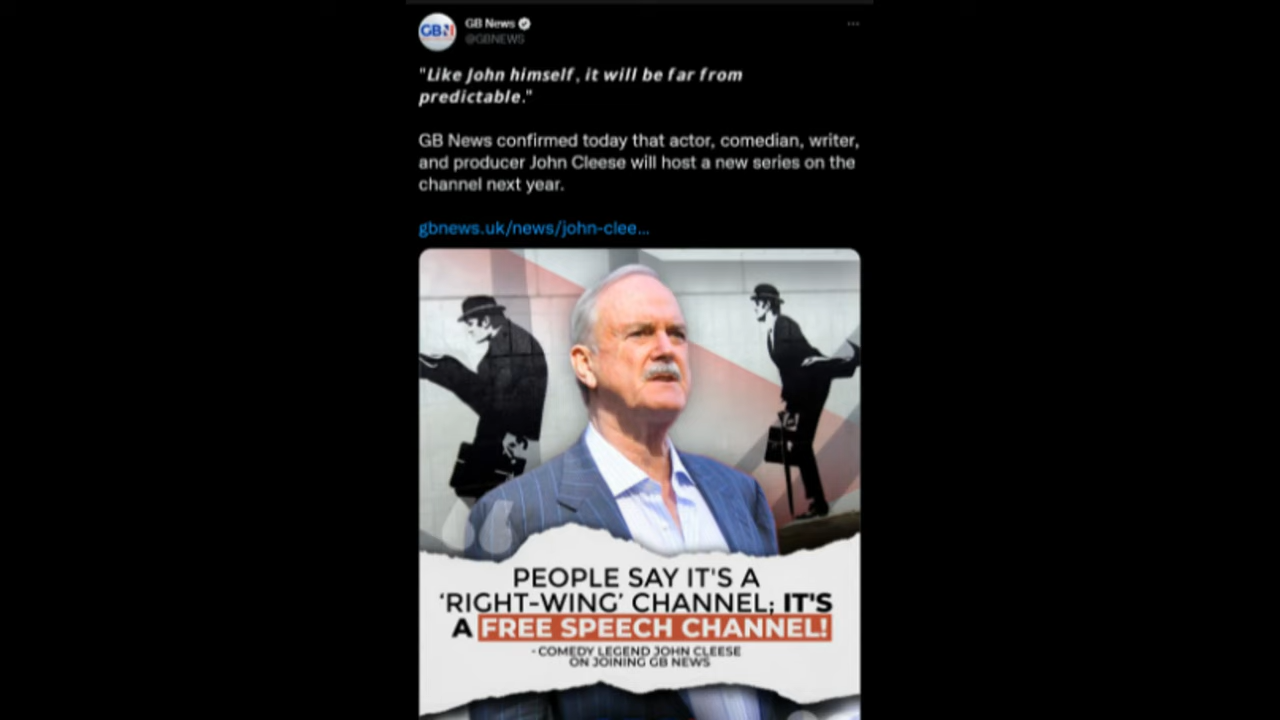 GBN
GB News
@GBNEWS
"Like John himself, it will be far from
predictable."
GB News confirmed today that actor, comedian, writer,
and producer John Cleese will host a new series on the
channel next year.
gbnews.uk/news/john-clee...
PEOPLE SAY IT'S A
‘RIGHT-WING’ CHANNEL; IT'S
A FREE SPEECH CHANNEL!
- COMEDY LEGEND JOHN CLEESE
ON JOINING GB NEWS